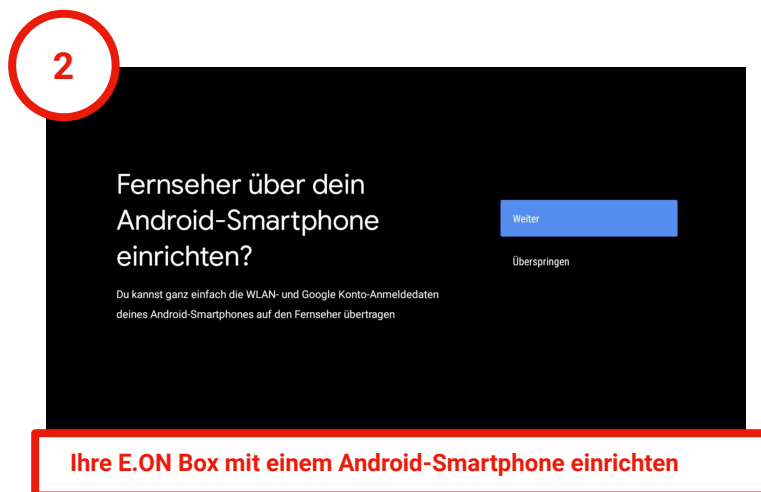 2
Fernseher über dein
Android-Smartphone
einrichten?
Du kannst ganz einfach die WLAN- und Google Konto-Anmeldedaten
deines Android-Smartphones auf den Fernseher übertragen
Weiter
Überspringen
Ihre E.ON Box mit einem Android-Smartphone einrichten